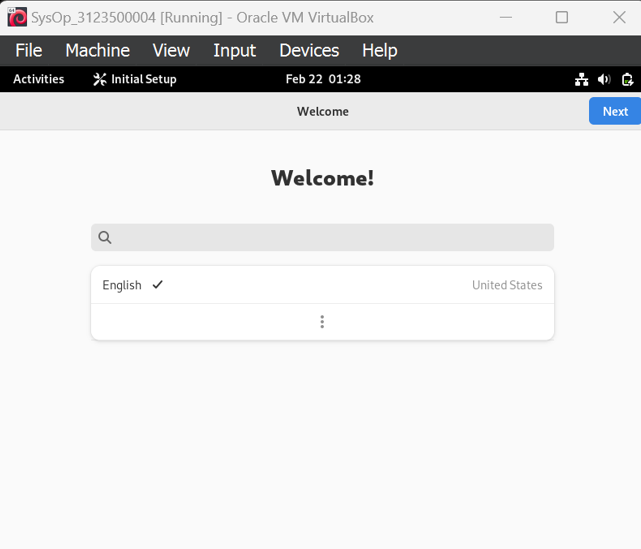 SysOp_3123500004 [Running] - Oracle VM VirtualBox
File Machine View Input Devices Help
Activities Initial Setup Feb 22 01:28
Welcome Next
Welcome!
English United States